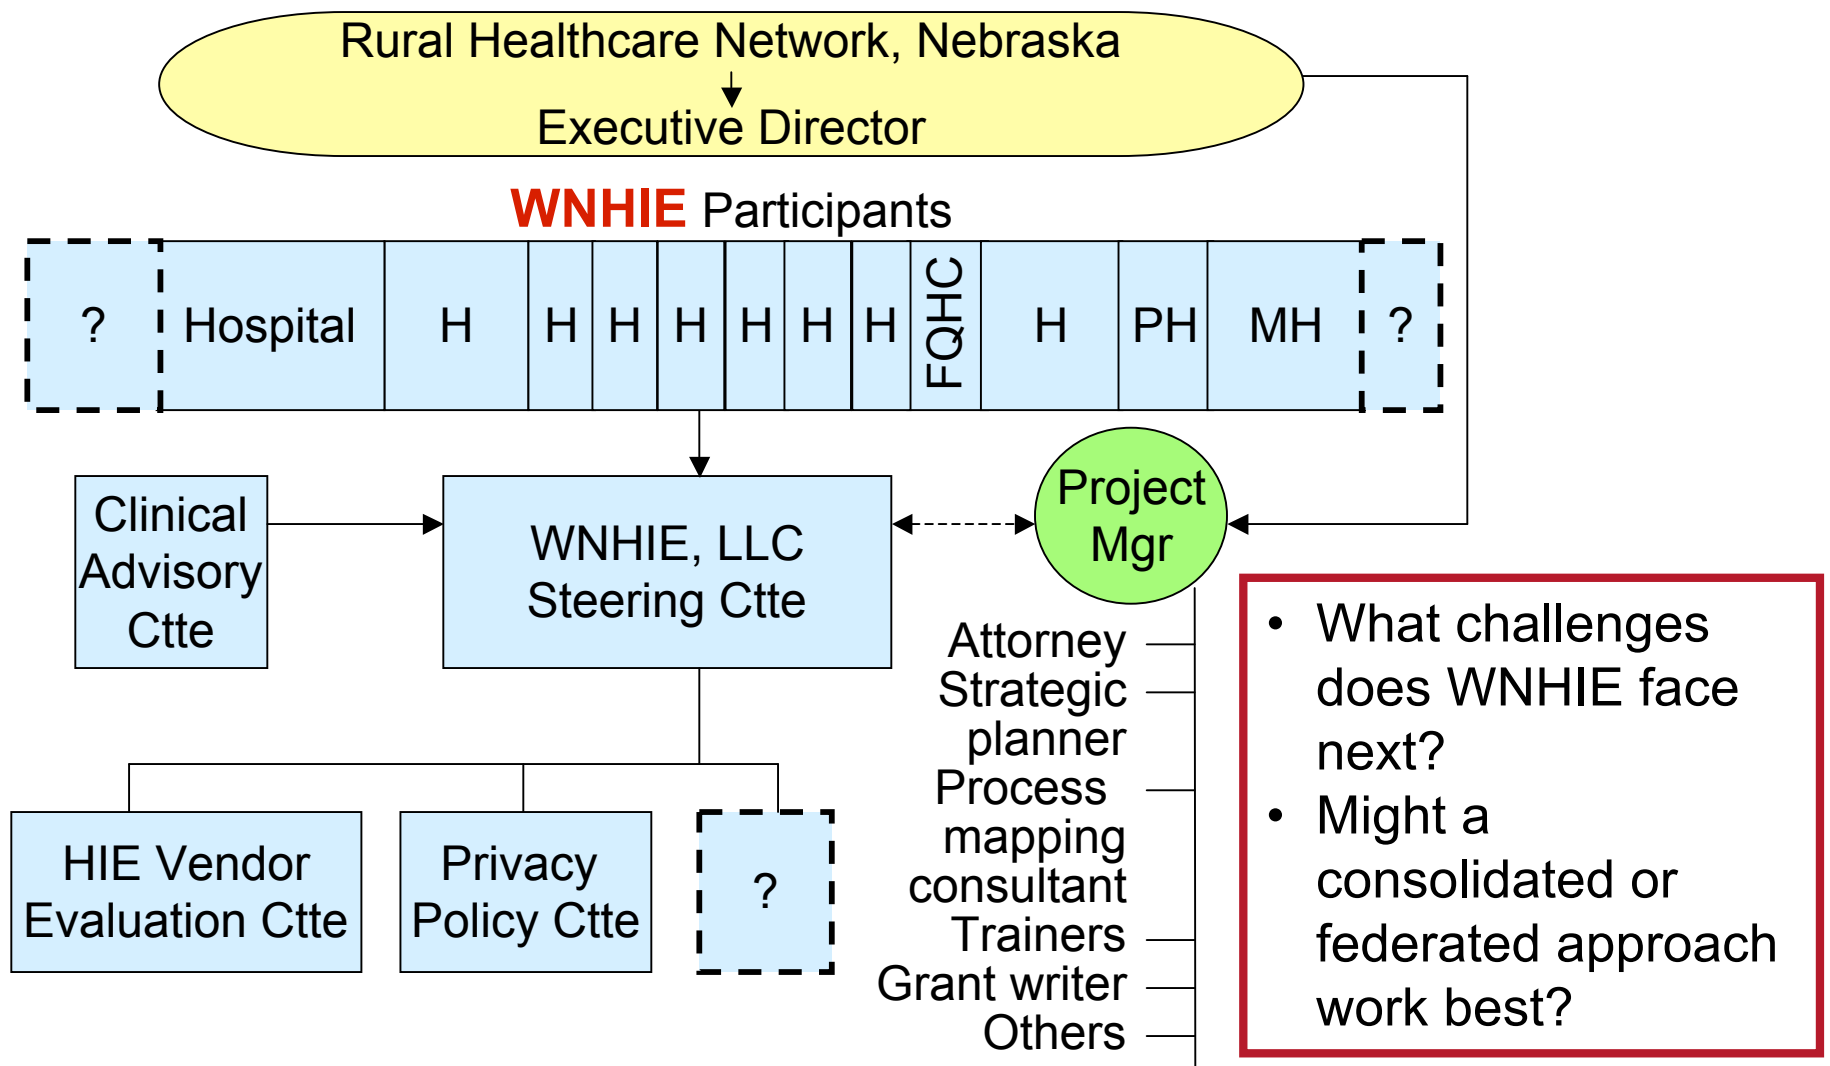 Rural Healthcare Network, Nebraska
Executive Director
WNHIE Participants
? Hospital H H H H H H H FQHC H PH MH ?
Clinical
Advisory
Ctte
WNHIE, LLC
Steering Ctte
Project
Mgr
HIE Vendor
Evaluation Ctte
Privacy
Policy Ctte
?
Attorney
Strategic
planner
Process
mapping
consultant
Trainers
Grant writer
Others
• What challenges
does WNHIE face
next?
• Might a
consolidated or
federated approach
work best?